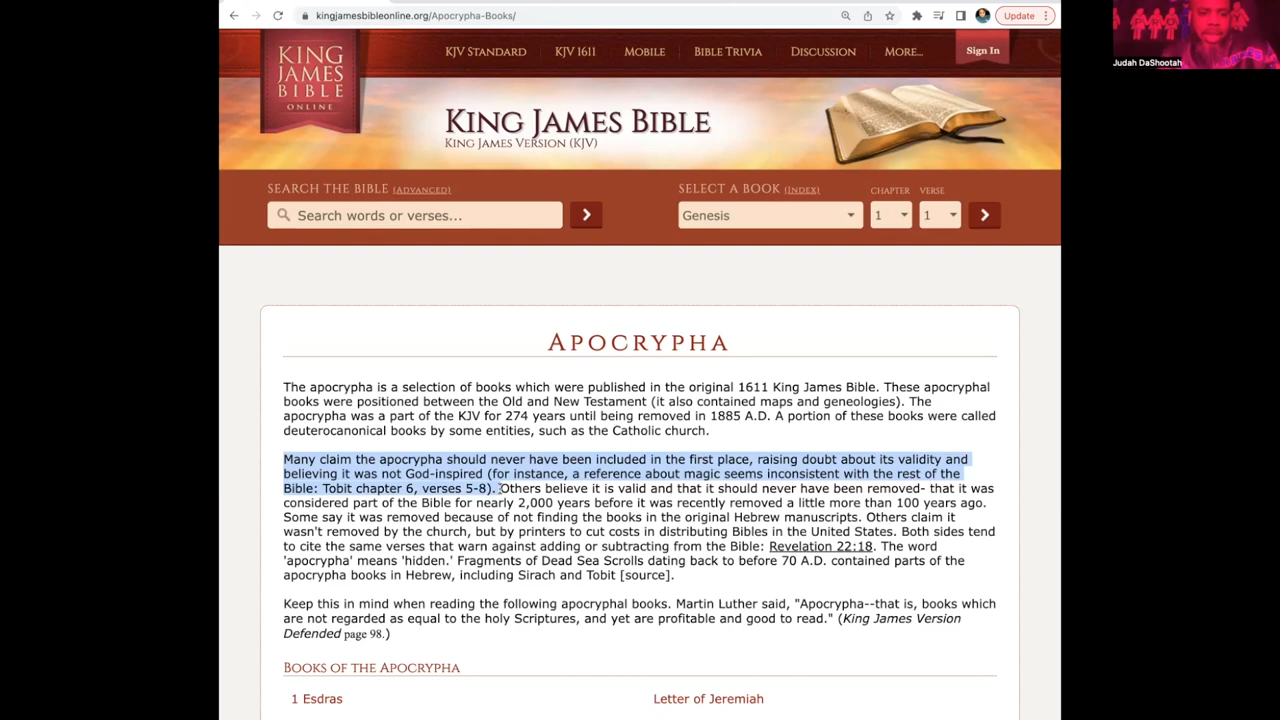 kingjamesbibleonline.org/Apocrypha-Books/
Update
Judah DaShootah
KING
JAMES
BIBLE
ONLINE
KJV STANDARD
KJV 1611
MOBILE
BIBLE TRIVIA
DISCUSSION
MORE...
Sign In
KING JAMES BIBLE
KING JAMES VERSION (KJV)
SEARCH THE BIBLE (ADVANCED)
SELECT A BOOK (INDEX)
CHAPTER
VERSE
Search words or verses...
Genesis
1
1
APOCRYPHA
The apocrypha is a selection of books which were published in the original 1611 King James Bible. These apocryphal
books were positioned between the Old and New Testament (it also contained maps and geneologies). The
apocrypha was a part of the KJV for 274 years until being removed in 1885 A.D. A portion of these books were called
deuterocanonical books by some entities, such as the Catholic church.
Many claim the apocrypha should never have been included in the first place, raising doubt about its validity and
believing it was not God-inspired (for instance, a reference about magic seems inconsistent with the rest of the
Bible: Tobit chapter 6, verses 5-8). Others believe it is valid and that it should never have been removed- that it was
considered part of the Bible for nearly 2,000 years before it was recently removed a little more than 100 years ago.
Some say it was removed because of not finding the books in the original Hebrew manuscripts. Others claim it
wasn't removed by the church, but by printers to cut costs in distributing Bibles in the United States. Both sides tend
to cite the same verses that warn against adding or subtracting from the Bible: Revelation 22:18. The word
'apocrypha' means 'hidden.' Fragments of Dead Sea Scrolls dating back to before 70 A.D. contained parts of the
apocrypha books in Hebrew, including Sirach and Tobit [source].
Keep this in mind when reading the following apocryphal books. Martin Luther said, "Apocrypha--that is, books which
are not regarded as equal to the holy Scriptures, and yet are profitable and good to read." (King James Version
Defended page 98.)
BOOKS OF THE APOCRYPHA
1 Esdras
Letter of Jeremiah